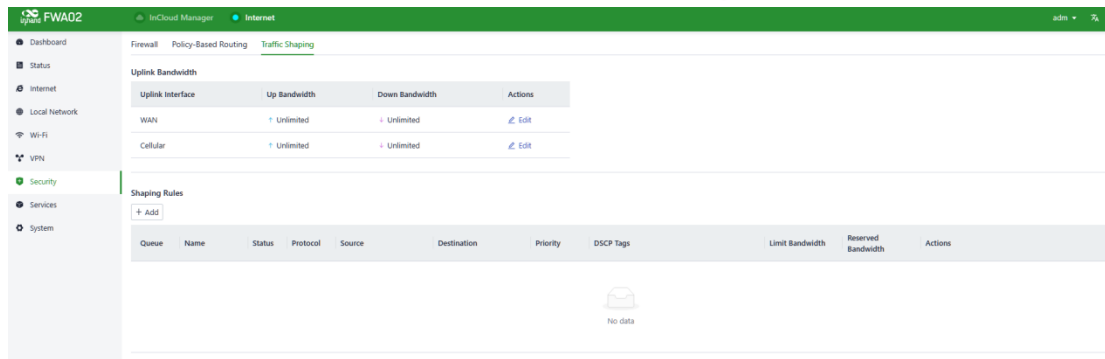 inhand FWA02
InCloud Manager Internet adm
Dashboard
Status
Internet
Local Network
Wi-Fi
VPN
Security
Services
System
Firewall Policy-Based Routing Traffic Shaping
Uplink Bandwidth
Uplink Interface Up Bandwidth Down Bandwidth Actions
WAN ↑ Unlimited ↓ Unlimited Edit
Cellular ↑ Unlimited ↓ Unlimited Edit
Shaping Rules
+ Add
Queue Name Status Protocol Source Destination Priority DSCP Tags Limit Bandwidth Reserved Bandwidth Actions
No data